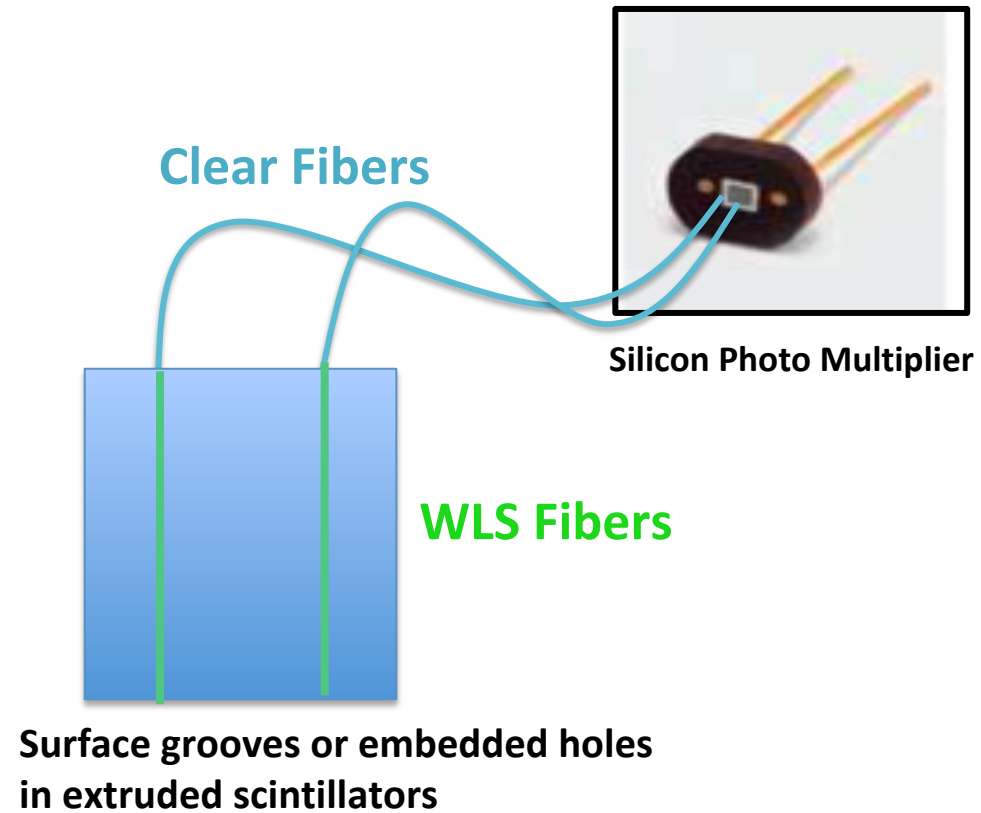 Clear Fibers
Silicon Photo Multiplier
WLS Fibers
Surface grooves or embedded holes
in extruded scintillators